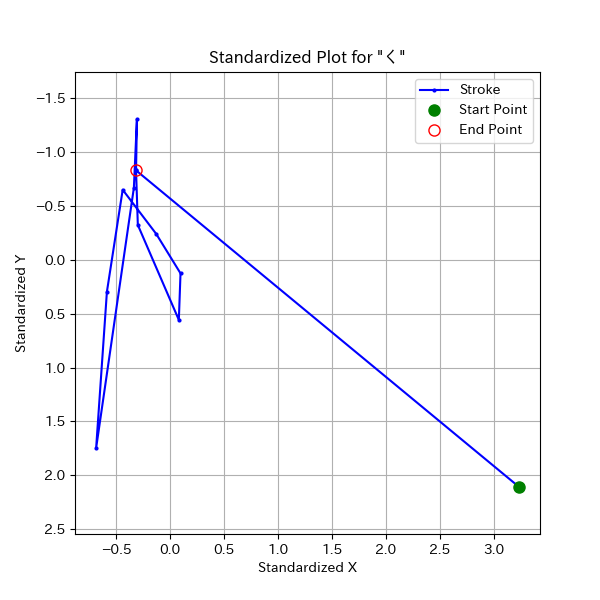 Standardized Plot for "く"
Stroke
Start Point
End Point
−1.5
−1.0
−0.5
0.0
0.5
1.0
1.5
2.0
2.5
Standardized Y
−0.5 0.0 0.5 1.0 1.5 2.0 2.5 3.0
Standardized X